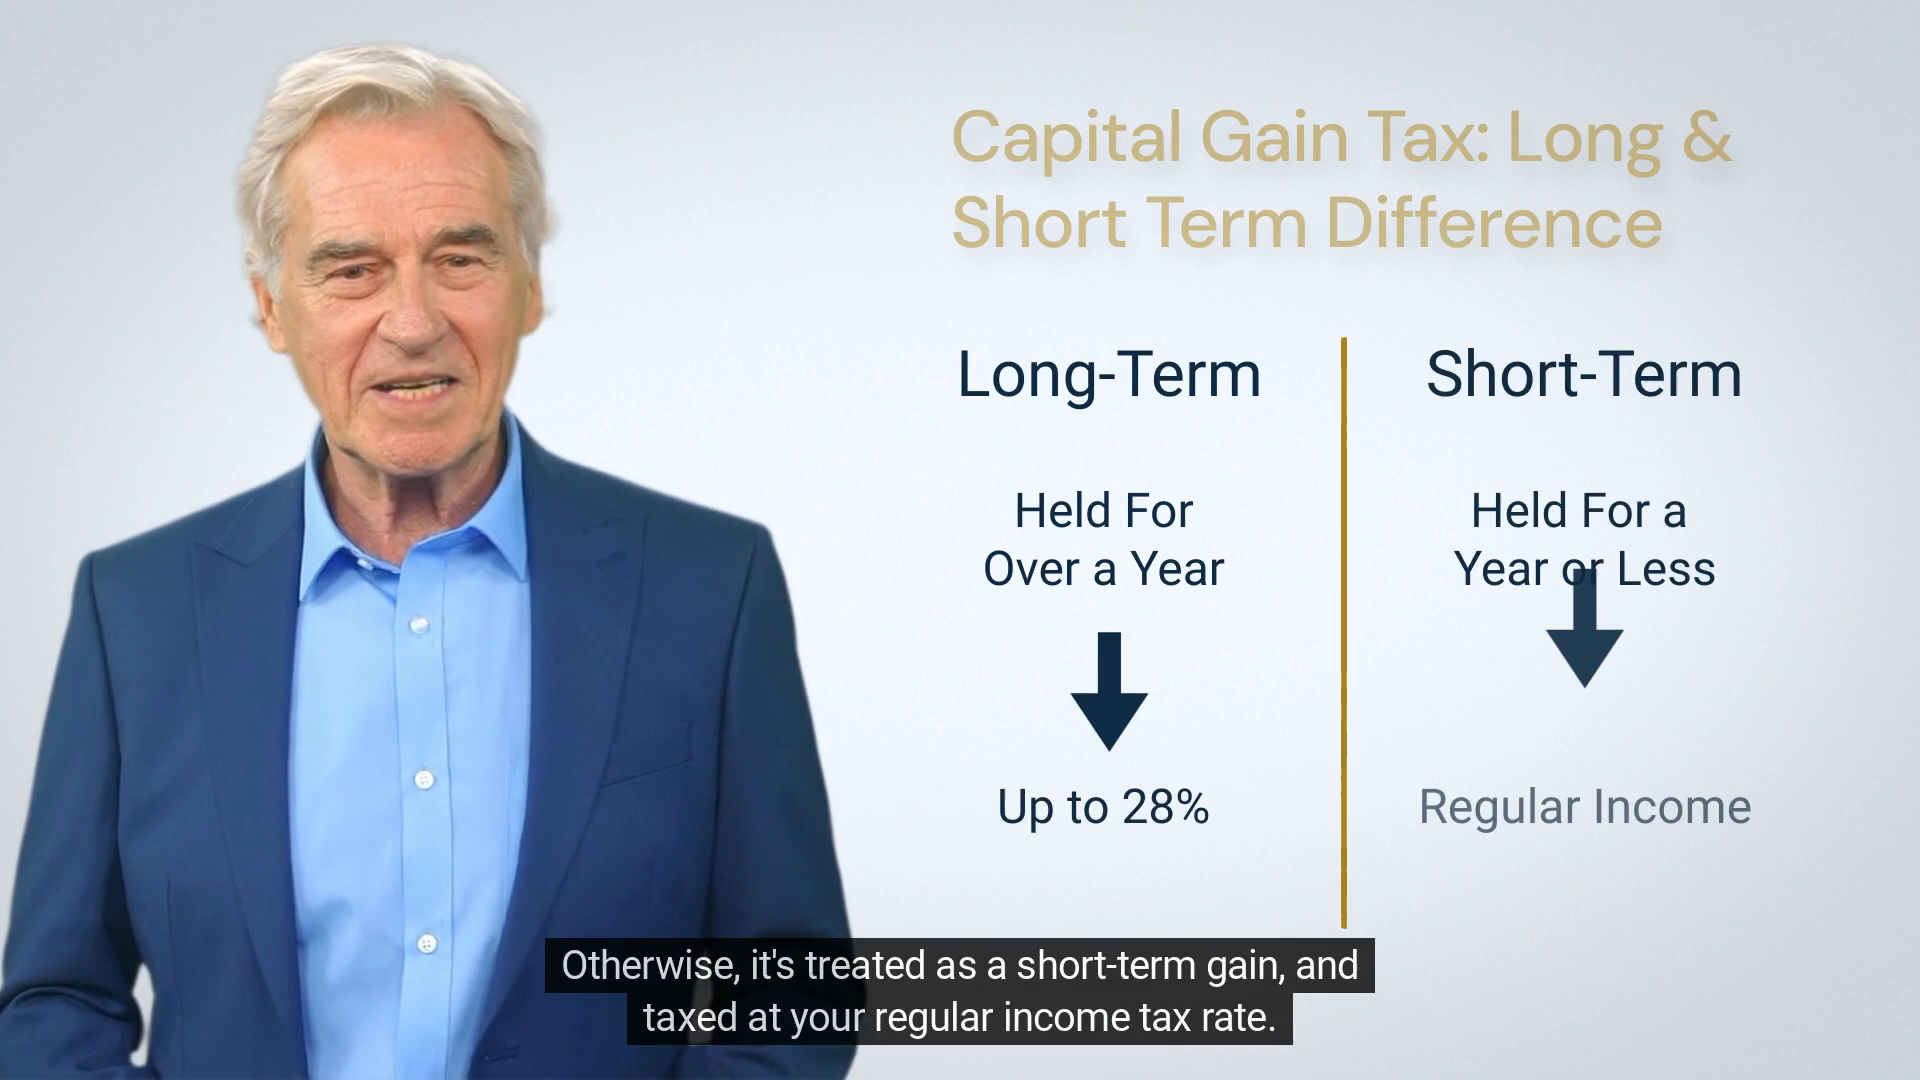 Capital Gain Tax: Long &
Short Term Difference
Long-Term
Held For
Over a Year
Up to 28%
Short-Term
Held For a
Year or Less
Regular Income
Otherwise, it's treated as a short-term gain, and
taxed at your regular income tax rate.